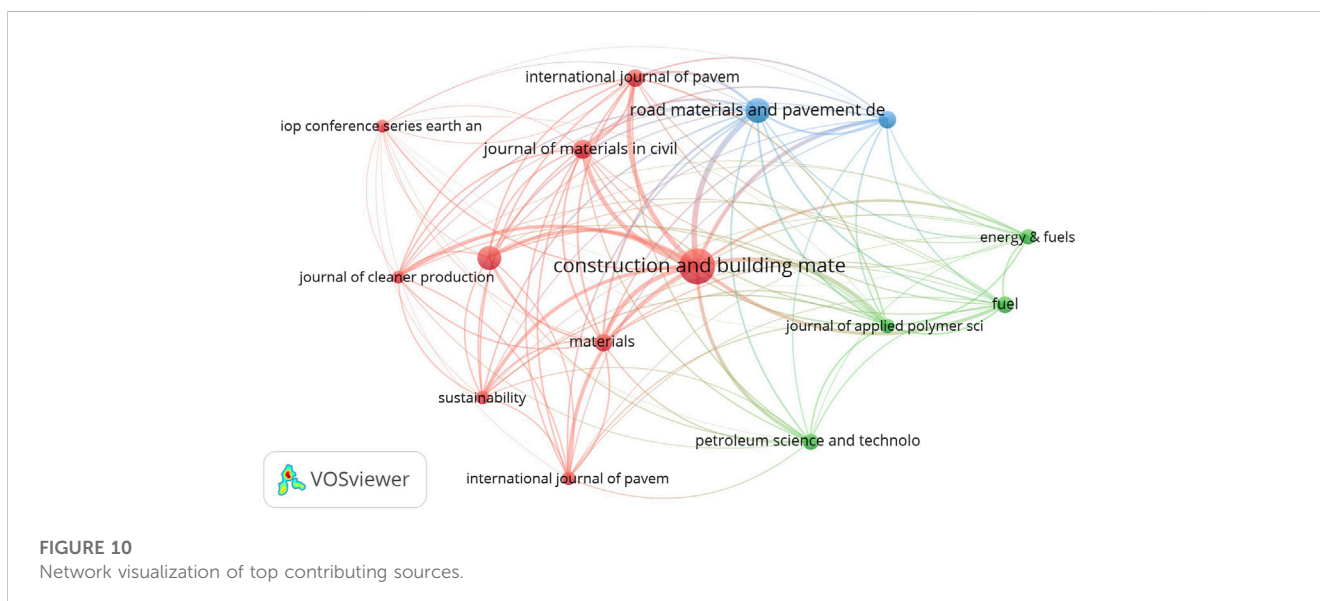 international journal of pavem
road materials and pavement de
iop conference series earth an
journal of materials in civil
energy & fuels
construction and building mate
journal of cleaner production
fuel
journal of applied polymer sci
materials
sustainability
petroleum science and technolo
international journal of pavem
VOSviewer
FIGURE 10
Network visualization of top contributing sources.